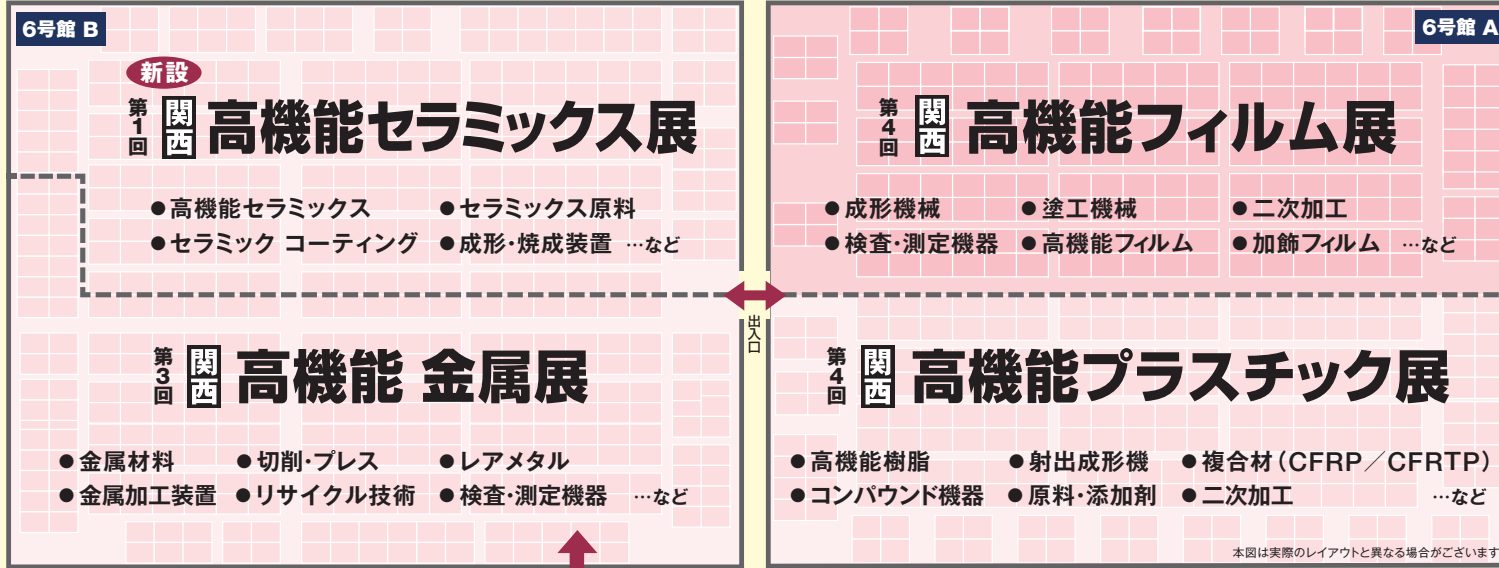 6号館 B
新設
第1回 関西 高機能セラミックス展
●高機能セラミックス ●セラミックス原料
●セラミック コーティング ●成形・焼成装置 …など
第3回 関西 高機能 金属展
●金属材料 ●切削・プレス ●レアメタル
●金属加工装置 ●リサイクル技術 ●検査・測定機器 …など
出入口
6号館 A
第4回 関西 高機能フィルム展
●成形機械 ●塗工機械 ●二次加工
●検査・測定機器 ●高機能フィルム ●加飾フィルム …など
第4回 関西 高機能プラスチック展
●高機能樹脂 ●射出成形機 ●複合材(CFRP/CFRTP)
●コンパウンド機器 ●原料・添加剤 ●二次加工 …など
本図は実際のレイアウトと異なる場合がございます